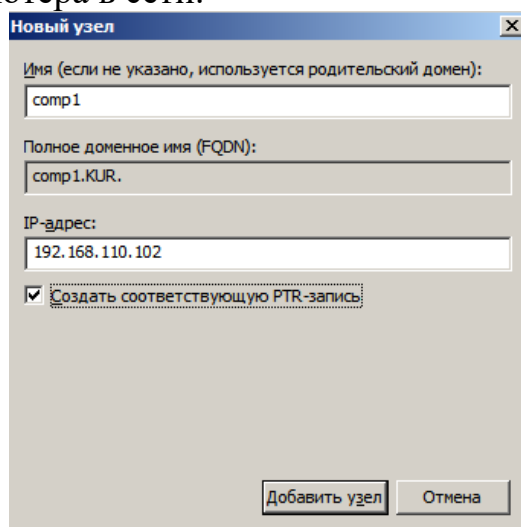 Новый узел
Имя (если не указано, используется родительский домен):
comp1
Полное доменное имя (FQDN):
comp1.KUR.
IP-адрес:
192.168.110.102
Создать соответствующую PTR-запись
Добавить узел Отмена